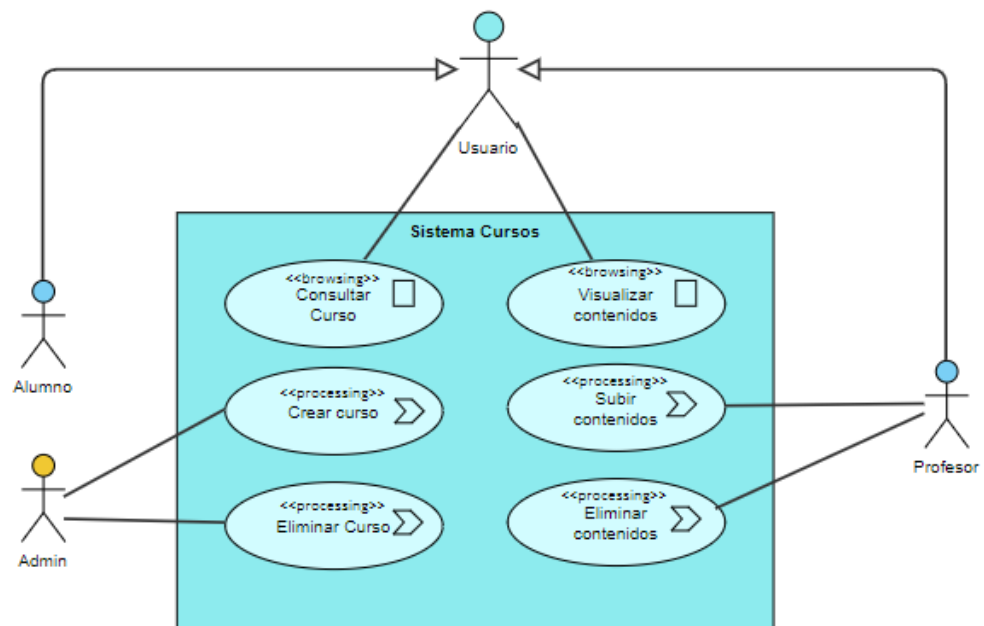 Usuario
Sistema Cursos
<<browsing>>
Consultar
Curso
<<browsing>>
Visualizar
contenidos
Alumno
<<processing>>
Crear curso
<<processing>>
Subir
contenidos
Profesor
Admin
<<processing>>
Eliminar Curso
<<processing>>
Eliminar
contenidos